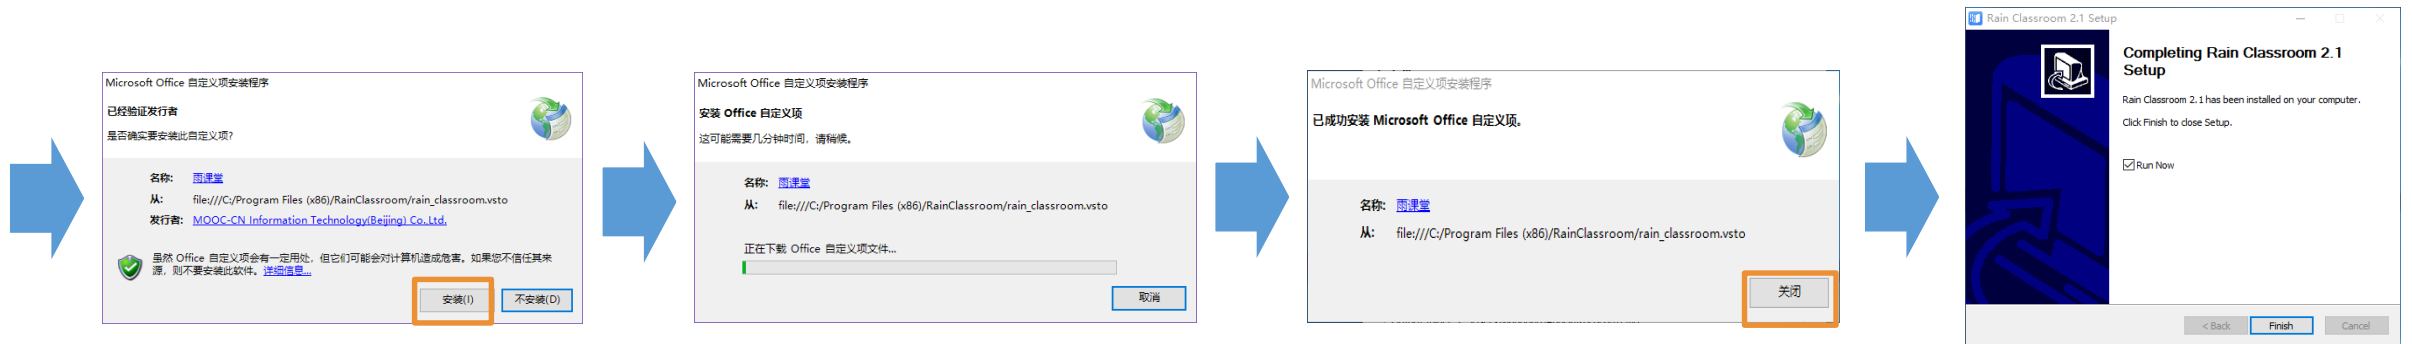 Microsoft Office 自定义项安装程序
已经验证发行者
是否确实要安装此自定义项?
名称: 雨课堂
从: file:///C:/Program Files (x86)/RainClassroom/rain_classroom.vsto
发行者: MOOC-CN Information Technology(Beijing) Co.,Ltd.
虽然 Office 自定义项会有一定用处，但它们可能会对计算机造成危害。如果您不信任其来
源，则不要安装此软件。详细信息...
安装(I) 不安装(D)
Microsoft Office 自定义项安装程序
安装 Office 自定义项
这可能需要几分钟时间，请稍候。
名称: 雨课堂
从: file:///C:/Program Files (x86)/RainClassroom/rain_classroom.vsto
正在下载 Office 自定义项文件...
取消
Microsoft Office 自定义项安装程序
已成功安装 Microsoft Office 自定义项。
名称: 雨课堂
从: file:///C:/Program Files (x86)/RainClassroom/rain_classroom.vsto
关闭
Rain Classroom 2.1 Setup
Completing Rain Classroom 2.1
Setup
Rain Classroom 2.1 has been installed on your computer.
Click Finish to close Setup.
Run Now
< Back Finish Cancel